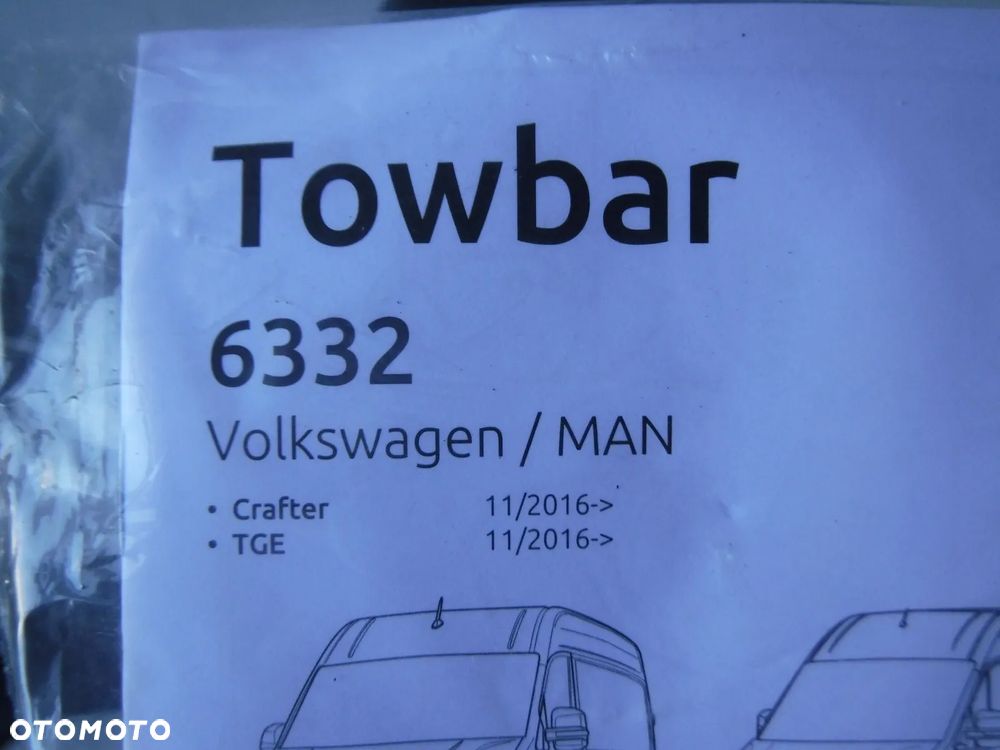 Towbar
6332
Volkswagen / MAN
• Crafter 11/2016->
• TGE 11/2016->
OTOMOTO